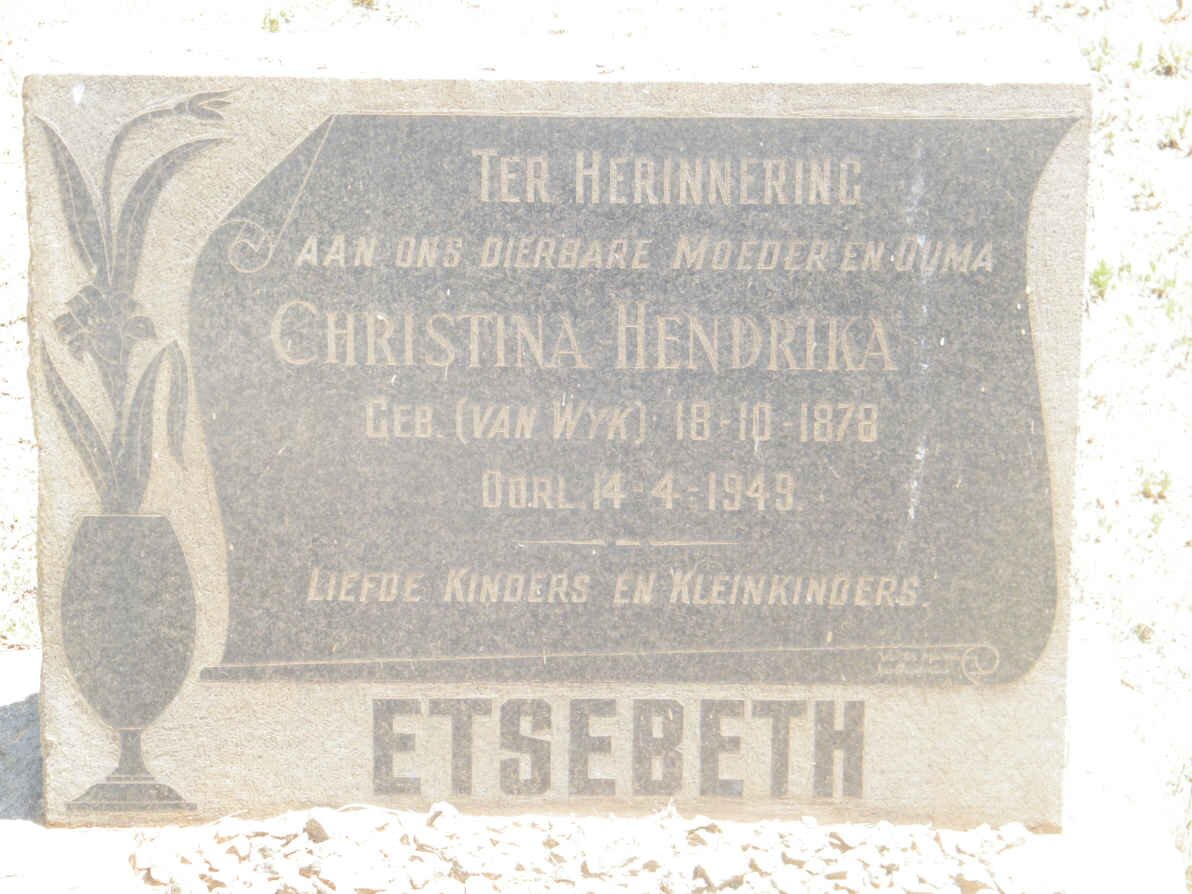 TER HERINNERING
AAN ONS DIERBARE MOEDER EN OUMA
CHRISTINA HENDRIKA
GEB. (VAN WYK) 18-10-1878
OORL. 14-4-1949.
LIEFDE KINDERS EN KLEINKINDERS.
ETSEBETH